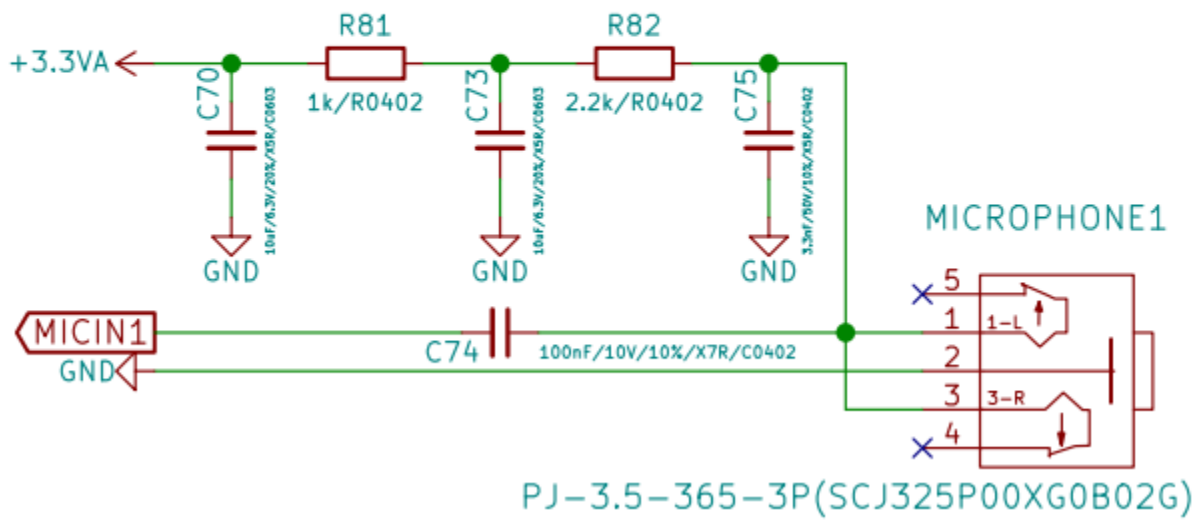 R81
R82
+3.3VA
C70
C73
C75
1k/R0402
2.2k/R0402
10uF/6.3V/20%/X5R/C0603
10uF/6.3V/20%/X5R/C0603
3.3nF/50V/10%/X5R/C0402
GND
GND
GND
MICROPHONE1
5
MICIN1
1
1-L
C74
100nF/10V/10%/X7R/C0402
GND
2
3
3-R
4
PJ-3.5-365-3P(SCJ325P00XG0B02G)